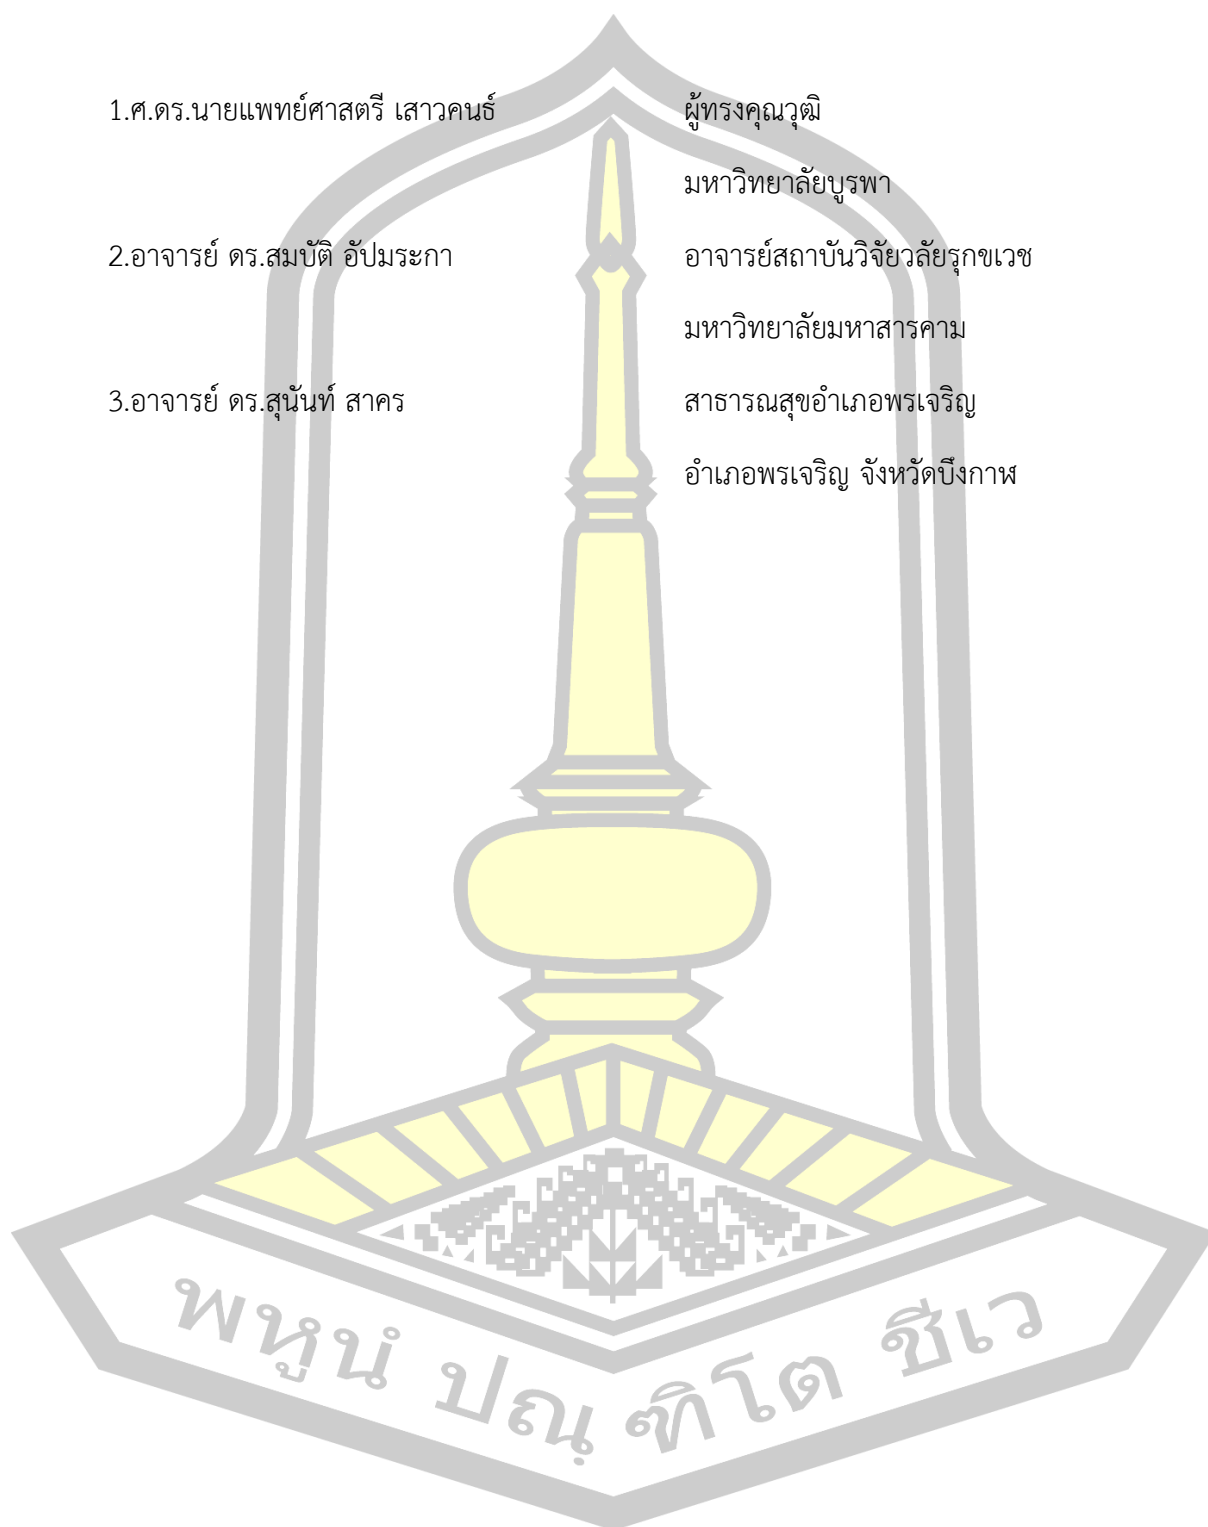 1.ศ.ดร.นายแพทย์ศาสตรี เสาวคนธ์ ผู้ทรงคุณวุฒิ
มหาวิทยาลัยบูรพา
2.อาจารย์ ดร.สมบัติ อัปมระกา อาจารย์สถาบันวิจัยวลัยรุกขเวช
มหาวิทยาลัยมหาสารคาม
3.อาจารย์ ดร.สุนันท์ สาคร สาธารณสุขอำเภอพรเจริญ
อำเภอพรเจริญ จังหวัดบึงกาฬ
พหูนํ ปณฺ ฑิโต ชีเว